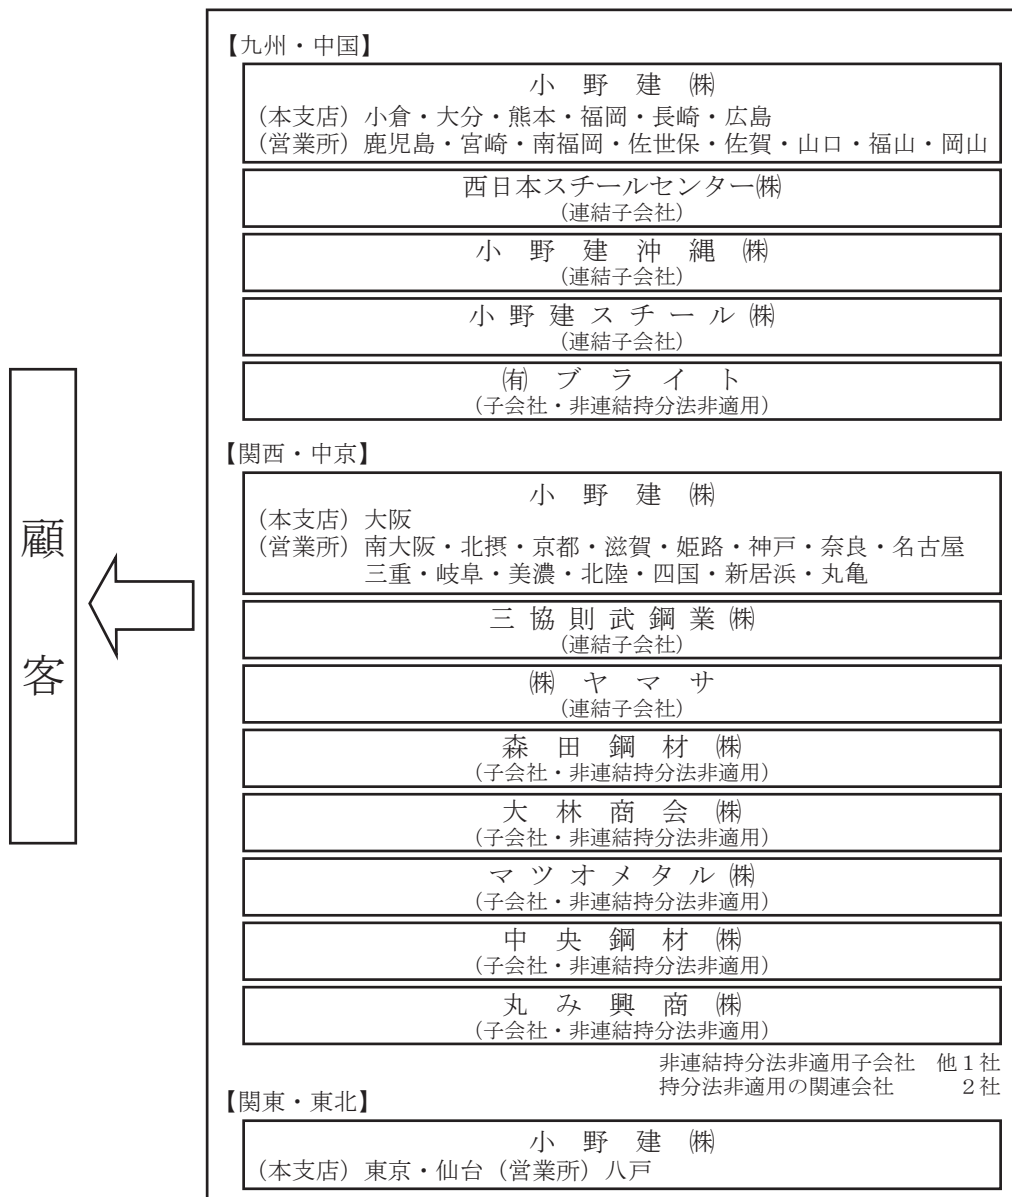 【九州・中国】
小野建㈱
（本支店）小倉・大分・熊本・福岡・長崎・広島
（営業所）鹿児島・宮崎・南福岡・佐世保・佐賀・山口・福山・岡山
西日本スチールセンター㈱
（連結子会社）
小野建沖縄㈱
（連結子会社）
小野建スチール㈱
（連結子会社）
㈲ブライト
（子会社・非連結持分法非適用）
【関西・中京】
小野建㈱
（本支店）大阪
（営業所）南大阪・北摂・京都・滋賀・姫路・神戸・奈良・名古屋
三重・岐阜・美濃・北陸・四国・新居浜・丸亀
三協則武鋼業㈱
（連結子会社）
㈱ヤマサ
（連結子会社）
森田鋼材㈱
（子会社・非連結持分法非適用）
大林商会㈱
（子会社・非連結持分法非適用）
マツオメタル㈱
（子会社・非連結持分法非適用）
中央鋼材㈱
（子会社・非連結持分法非適用）
丸み興商㈱
（子会社・非連結持分法非適用）
非連結持分法非適用子会社　他１社
持分法非適用の関連会社　２社
【関東・東北】
小野建㈱
（本支店）東京・仙台（営業所）八戸
顧客